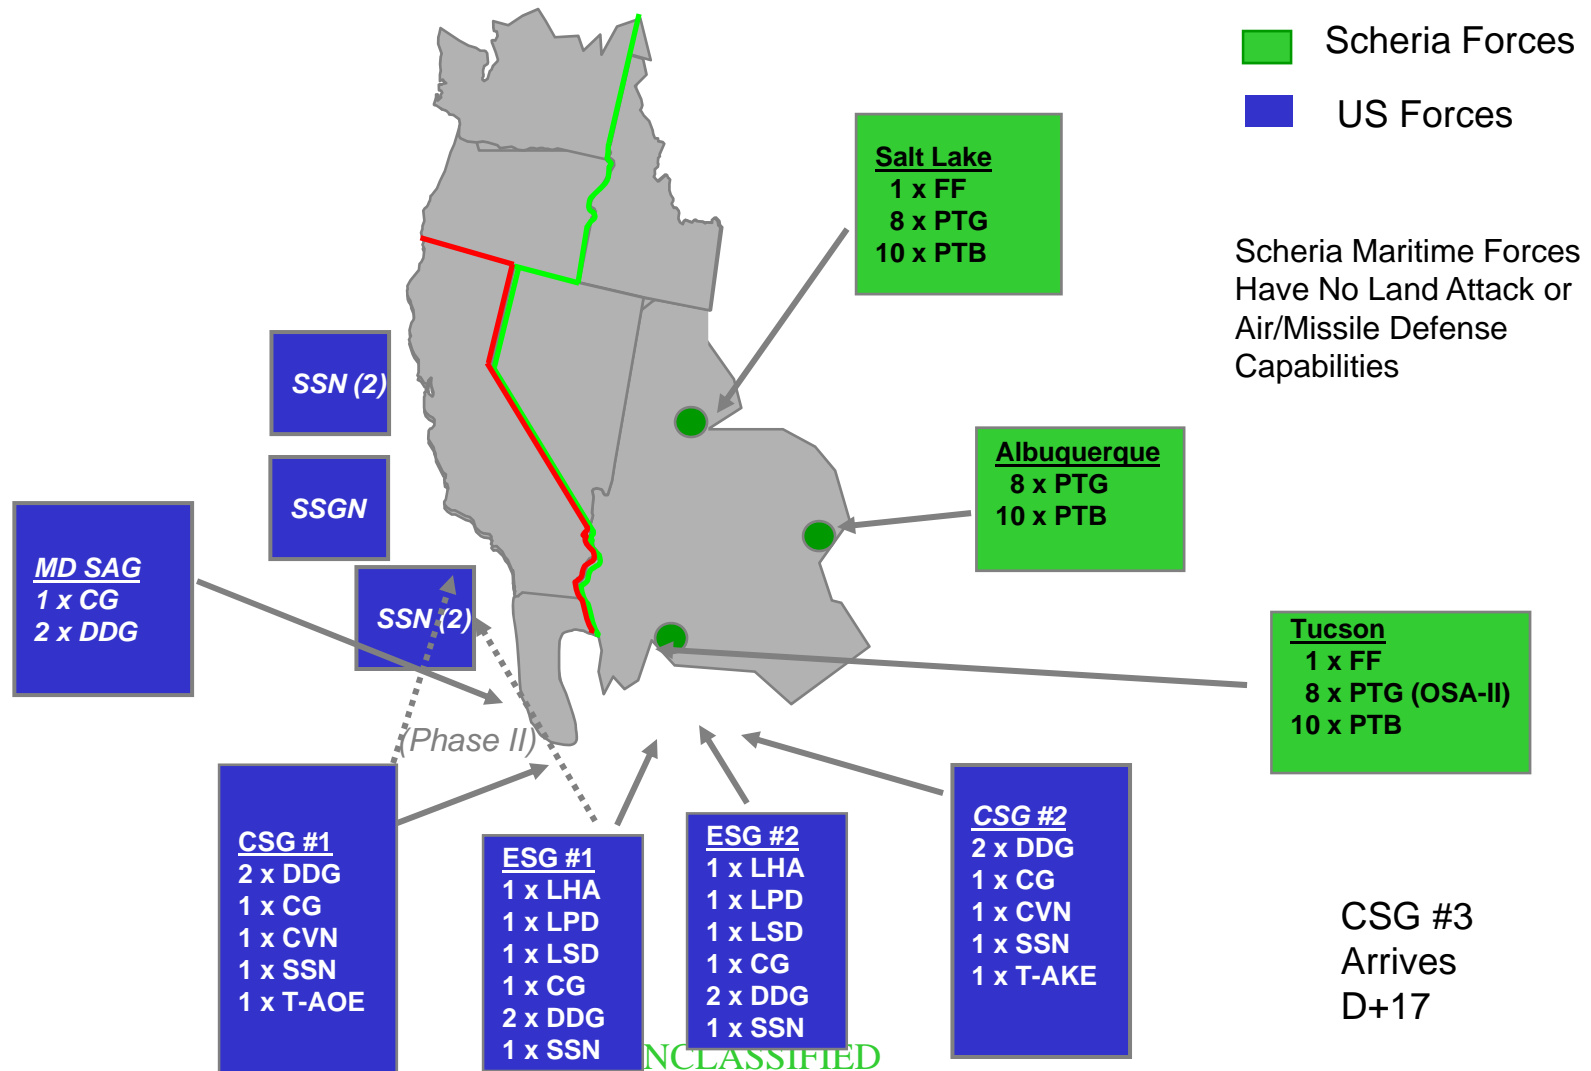 Scheria Forces
US Forces
Salt Lake
1 x FF
8 x PTG
10 x PTB
Scheria Maritime Forces
Have No Land Attack or
Air/Missile Defense
Capabilities
SSN (2)
Albuquerque
8 x PTG
10 x PTB
SSGN
MD SAG
1 x CG
2 x DDG
SSN (2)
Tucson
1 x FF
8 x PTG (OSA-II)
10 x PTB
(Phase II)
CSG #1
2 x DDG
1 x CG
1 x CVN
1 x SSN
1 x T-AOE
ESG #1
1 x LHA
1 x LPD
1 x LSD
1 x CG
2 x DDG
1 x SSN
ESG #2
1 x LHA
1 x LPD
1 x LSD
1 x CG
2 x DDG
1 x SSN
CSG #2
2 x DDG
1 x CG
1 x CVN
1 x SSN
1 x T-AKE
CSG #3
Arrives
D+17
NCLASSIFIED